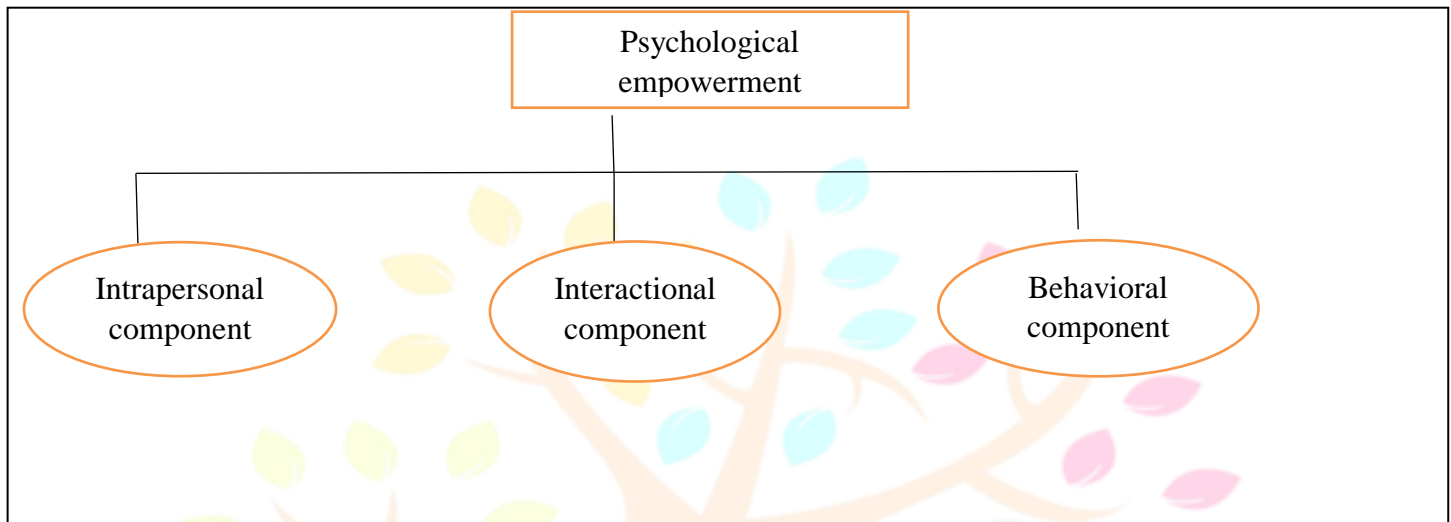 Psychological
empowerment
Intrapersonal
component
Interactional
component
Behavioral
component